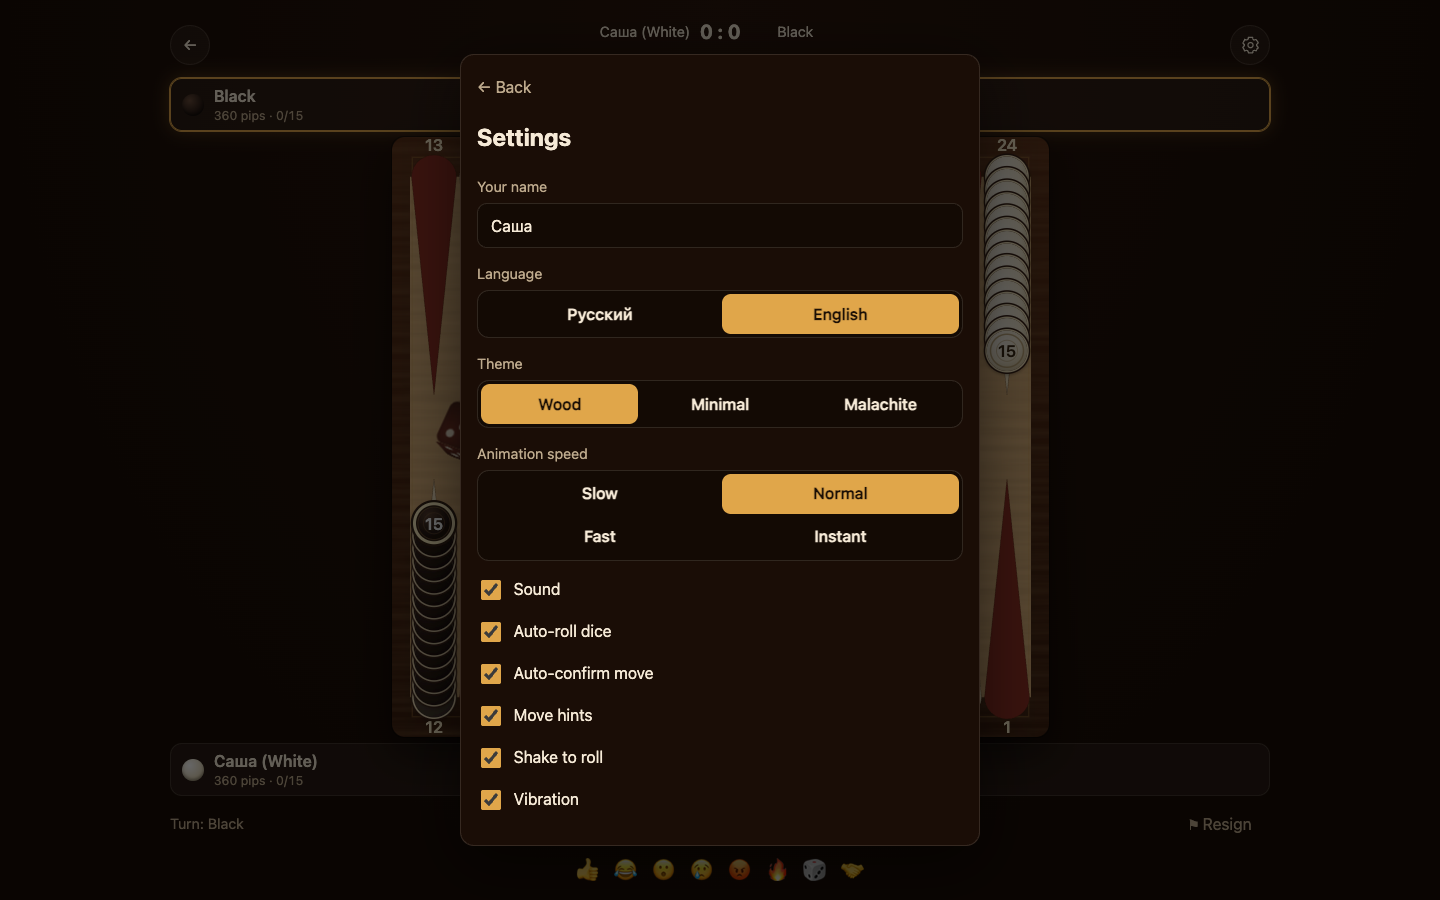 Саша (White) 0 : 0 Black
Black
360 pips · 0/15
13
24
← Back
Settings
Your name
Саша
Language
Русский English
Theme
Wood Minimal Malachite
Animation speed
Slow Normal
Fast Instant
15
15
Sound
Auto-roll dice
Auto-confirm move
Move hints
Shake to roll
Vibration
12
1
Саша (White)
360 pips · 0/15
Turn: Black
Resign